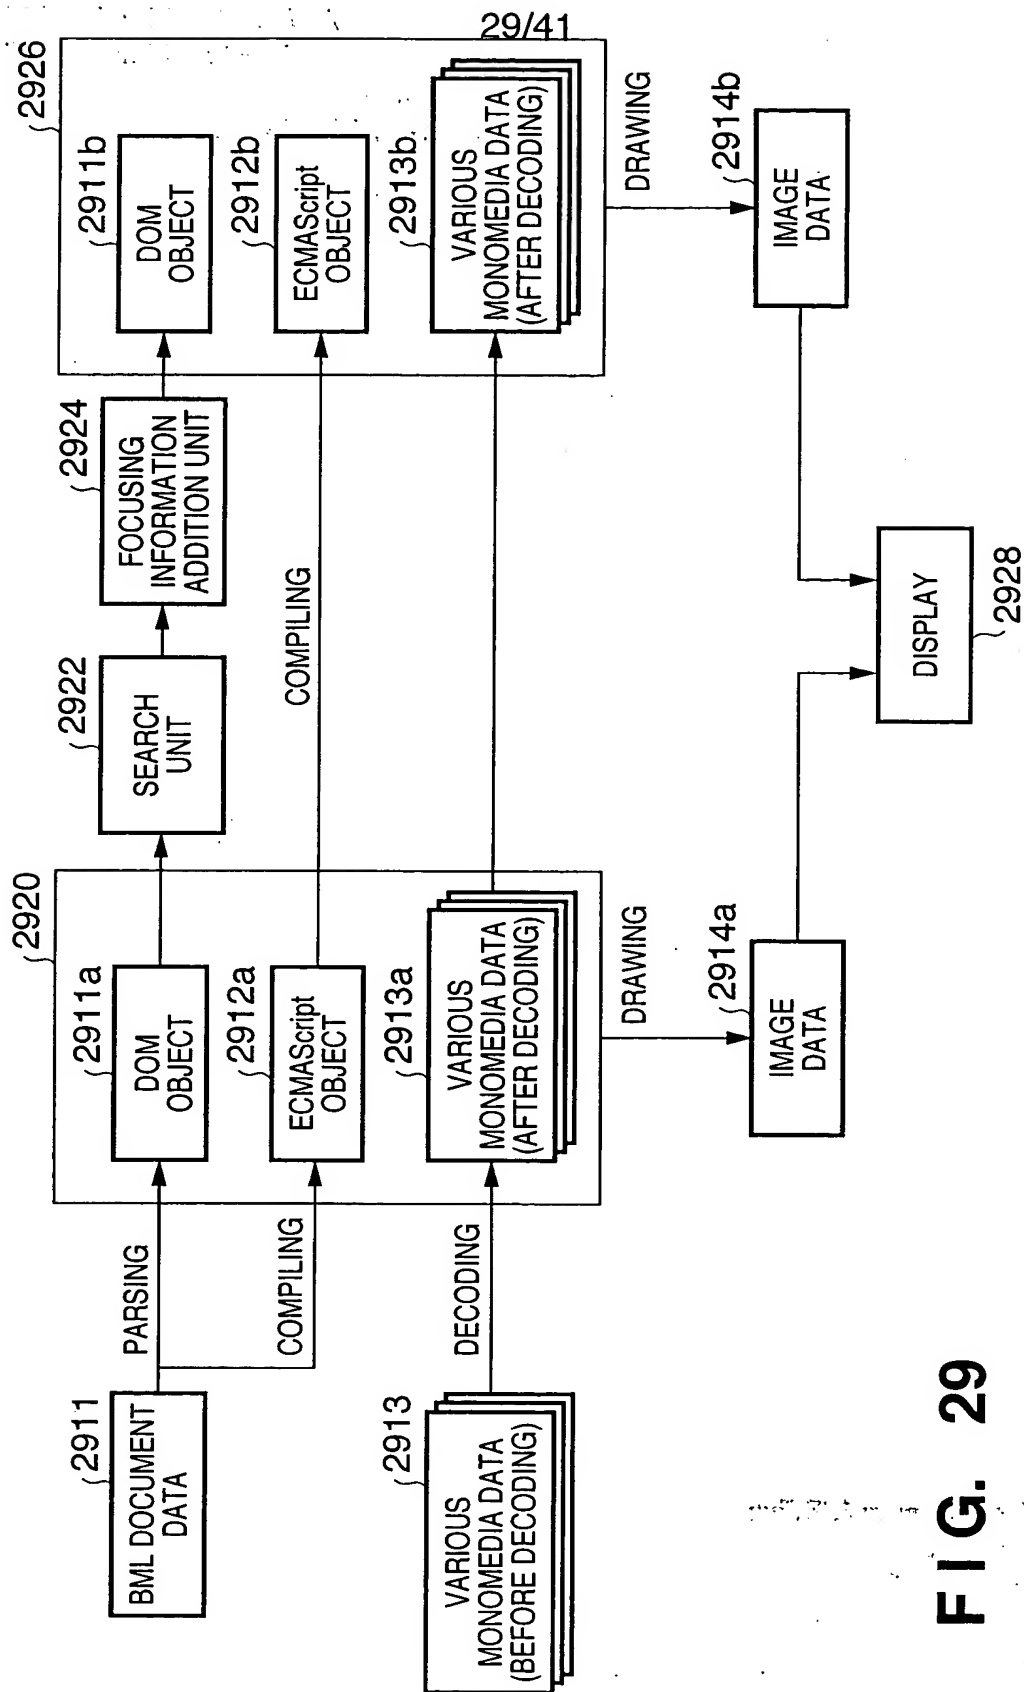 29/41
2911
BML DOCUMENT
DATA
PARSING
COMPILING
2913
VARIOUS
MONOMEDIA DATA
(BEFORE DECODING)
DECODING
2920
2911a
DOM
OBJECT
2912a
ECMAScript
OBJECT
2913a
VARIOUS
MONOMEDIA DATA
(AFTER DECODING)
2922
SEARCH
UNIT
2924
FOCUSING
INFORMATION
ADDITION UNIT
COMPILING
2926
2911b
DOM
OBJECT
2912b
ECMAScript
OBJECT
2913b
VARIOUS
MONOMEDIA DATA
(AFTER DECODING)
DRAWING
2914a
IMAGE
DATA
DRAWING
2914b
IMAGE
DATA
DISPLAY
2928
FIG. 29